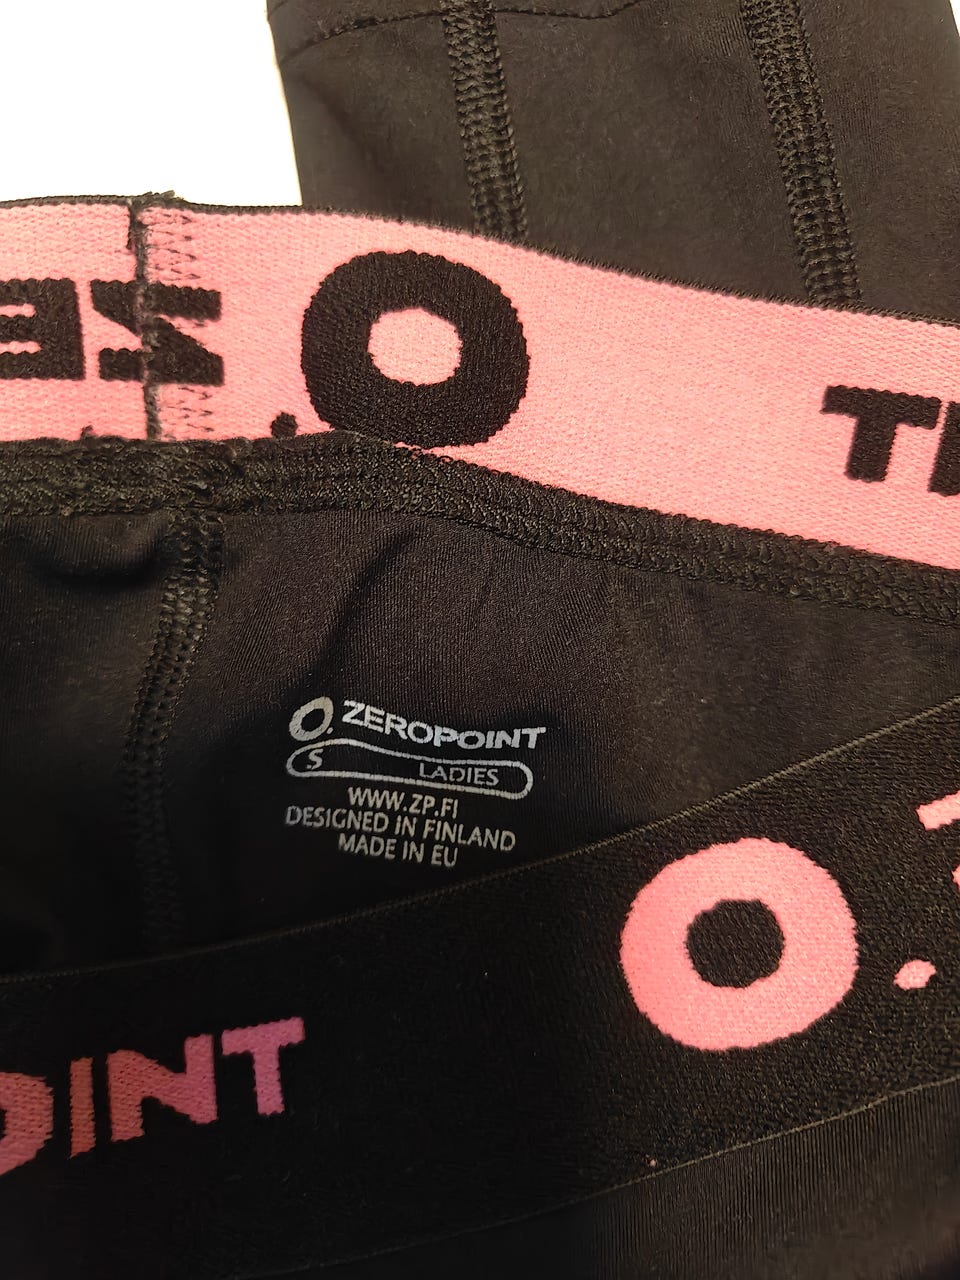 O.
O. ZEROPOINT
S LADIES
WWW.ZP.FI
DESIGNED IN FINLAND
MADE IN EU
O.
OINT